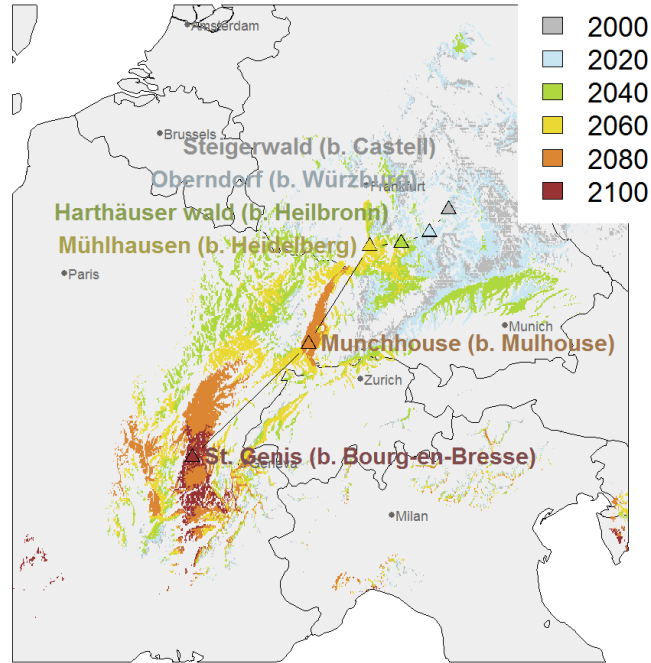 Amsterdam
2000
2020
2040
2060
2080
2100
Brussels
Steigerwald (b. Castell)
Oberndorf (b. Würzburg)
Frankfurt
Harthäuser wald (b. Heilbronn)
Mühlhausen (b. Heidelberg)
Paris
Munich
Munchhouse (b. Mulhouse)
Zurich
St. Genis (b. Bourg-en-Bresse)
Geneva
Milan